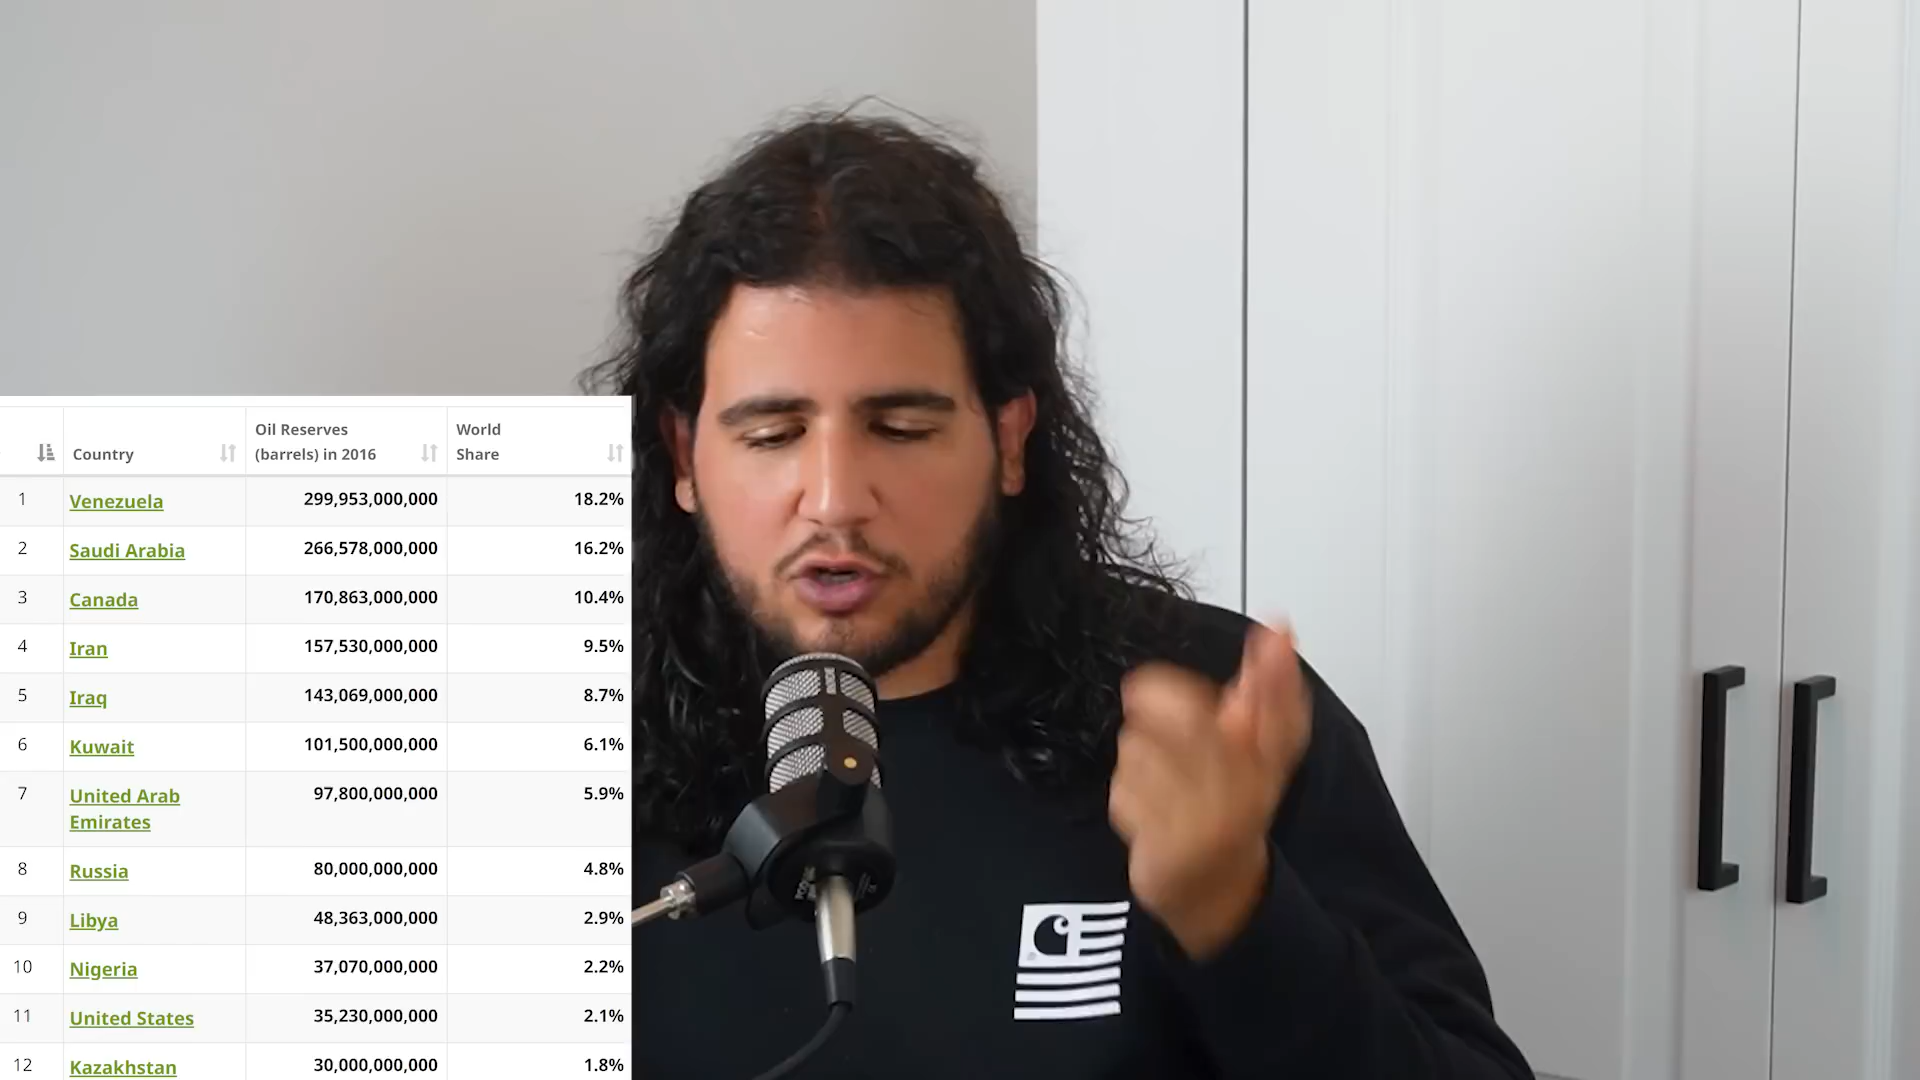 Country
Oil Reserves
(barrels) in 2016
World
Share
1 Venezuela 299,953,000,000 18.2%
2 Saudi Arabia 266,578,000,000 16.2%
3 Canada 170,863,000,000 10.4%
4 Iran 157,530,000,000 9.5%
5 Iraq 143,069,000,000 8.7%
6 Kuwait 101,500,000,000 6.1%
7 United Arab 97,800,000,000 5.9%
Emirates
8 Russia 80,000,000,000 4.8%
9 Libya 48,363,000,000 2.9%
10 Nigeria 37,070,000,000 2.2%
11 United States 35,230,000,000 2.1%
12 Kazakhstan 30,000,000,000 1.8%